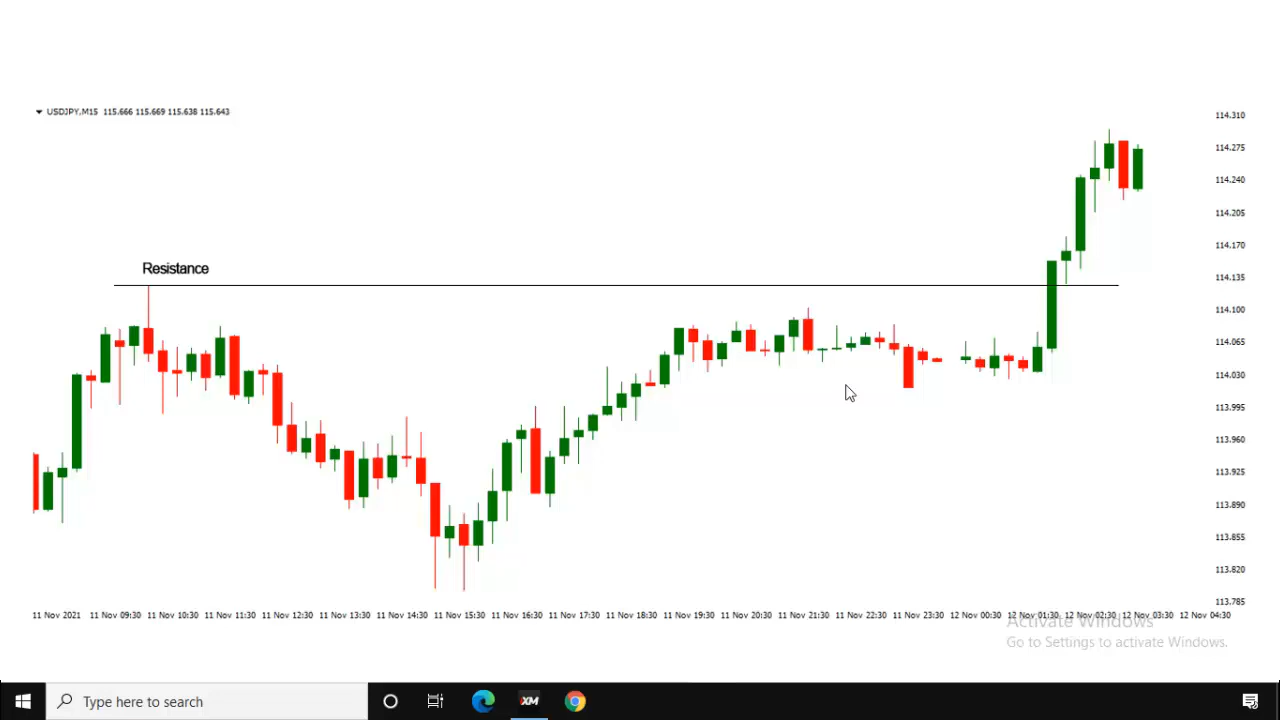 USDJPY,M15 115.666 115.669 115.638 115.643
114.310
114.275
114.240
114.205
114.170
Resistance
114.135
114.100
114.065
114.030
113.995
113.960
113.925
113.890
113.855
113.820
113.785
11 Nov 2021 11 Nov 09:30 11 Nov 10:30 11 Nov 11:30 11 Nov 12:30 11 Nov 13:30 11 Nov 14:30 11 Nov 15:30 11 Nov 16:30 11 Nov 17:30 11 Nov 18:30 11 Nov 19:30 11 Nov 20:30 11 Nov 21:30 11 Nov 22:30 11 Nov 23:30 12 Nov 00:30 12 Nov 01:30 12 Nov 02:30 12 Nov 03:30 12 Nov 04:30
Activate Windows
Go to Settings to activate Windows.
Type here to search
XM